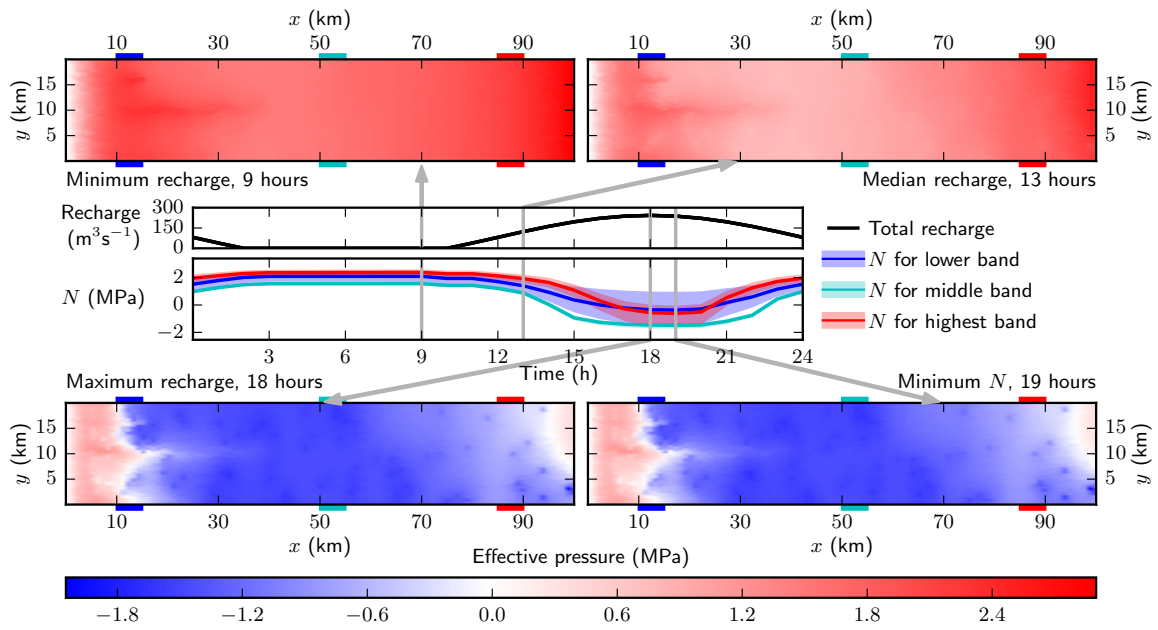 x (km)
x (km)
10 30 50 70 90
10 30 50 70 90
y (km)
15
10
5
15
10
5
y (km)
Minimum recharge, 9 hours
Median recharge, 13 hours
Recharge
(m³s⁻¹)
300
150
0
N (MPa)
2
0
−2
3 6 9 12 15 18 21 24
Time (h)
Total recharge
N for lower band
N for middle band
N for highest band
Maximum recharge, 18 hours
Minimum N, 19 hours
y (km)
15
10
5
15
10
5
y (km)
10 30 50 70 90
10 30 50 70 90
x (km)
x (km)
Effective pressure (MPa)
−1.8 −1.2 −0.6 0.0 0.6 1.2 1.8 2.4